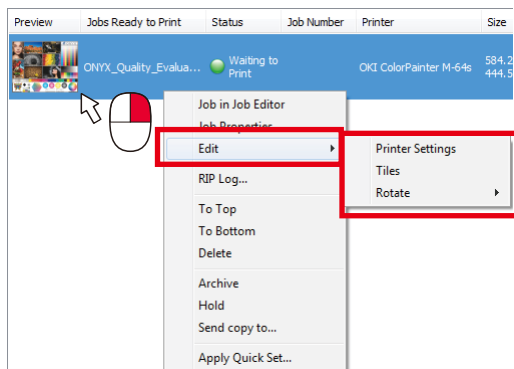 Preview Jobs Ready to Print Status Job Number Printer Size
ONYX_Quality_Evalua... Waiting to Print OKI ColorPainter M-64s 584.2
444.5
Job in Job Editor
Job Properties
Edit
Printer Settings
Tiles
Rotate
RIP Log...
To Top
To Bottom
Delete
Archive
Hold
Send copy to...
Apply Quick Set...